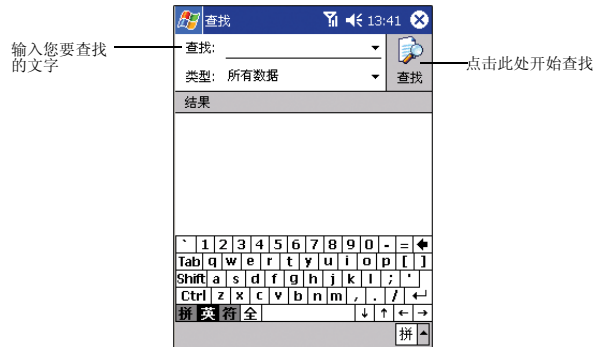 查找 13:41
输入您要查找
的文字
查找:
类型: 所有数据
查找
点击此处开始查找
结果
` 1 2 3 4 5 6 7 8 9 0 - =
Tab q w e r t y u i o p [ ]
Shift a s d f g h j k l ; '
Ctrl z x c v b n m , . /
拼 英 符 全
拼